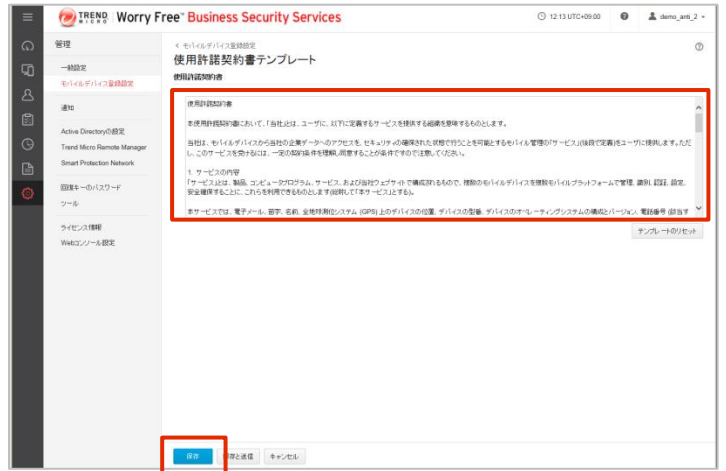 TREND MICRO Worry Free™ Business Security Services
12:13 UTC+09:00
demo_anti_2
管理
一般設定
モバイルデバイス登録設定
通知
Active Directoryの設定
Trend Micro Remote Manager
Smart Protection Network
回復キーのパスワード
ツール
ライセンス情報
Webコンソール設定
< モバイルデバイス登録設定
使用許諾契約書テンプレート
使用許諾契約書
使用許諾契約書
本使用許諾契約書において、「当社」とは、ユーザに、以下に定義するサービスを提供する組織を意味するものとします。
当社は、モバイルデバイスから当社の企業データへのアクセスを、セキュリティの確保された状態で行うことを可能とするモバイル管理の「サービス」(後段で定義)をユーザに提供します。ただ
し、このサービスを受けるには、一定の契約条件を理解し同意することが条件ですので注意してください。
1. サービスの内容
「サービス」とは、製品、コンピュータプログラム、サービス、および当社ウェブサイトで構成されるもので、複数のモバイルデバイスを複数モバイルプラットフォームで管理、識別、認証、設定、
安全確保することに、これらを利用できるものとします(総称して「本サービス」とする)。
本サービスでは、電子メール、苗字、名前、全地球測位システム (GPS) 上のデバイスの位置、デバイスの型番、デバイスのオペレーティングシステムの構成とバージョン、電話番号 (該当す
テンプレートのリセット
保存
保存と送信
キャンセル